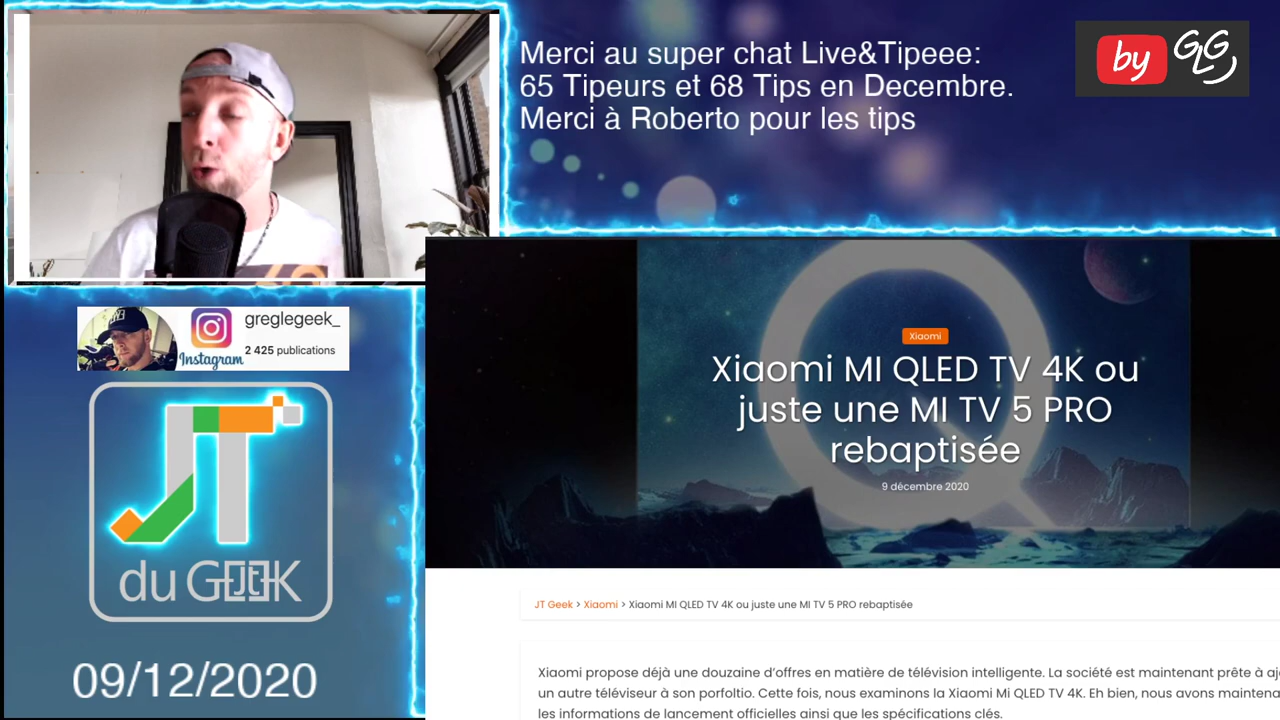 Merci au super chat Live&Tipeee:
65 Tipeurs et 68 Tips en Decembre.
Merci à Roberto pour les tips
by GLG
greglegeek_
Instagram
2 425 publications
JT
du GEEK
09/12/2020
Xiaomi
Xiaomi MI QLED TV 4K ou
juste une MI TV 5 PRO
rebaptisée
9 décembre 2020
JT Geek > Xiaomi > Xiaomi MI QLED TV 4K ou juste une MI TV 5 PRO rebaptisée
Xiaomi propose déjà une douzaine d'offres en matière de télévision intelligente. La société est maintenant prête à aj
un autre téléviseur à son porfoltio. Cette fois, nous examinons la Xiaomi Mi QLED TV 4K. Eh bien, nous avons maintena
les informations de lancement officielles ainsi que les spécifications clés.